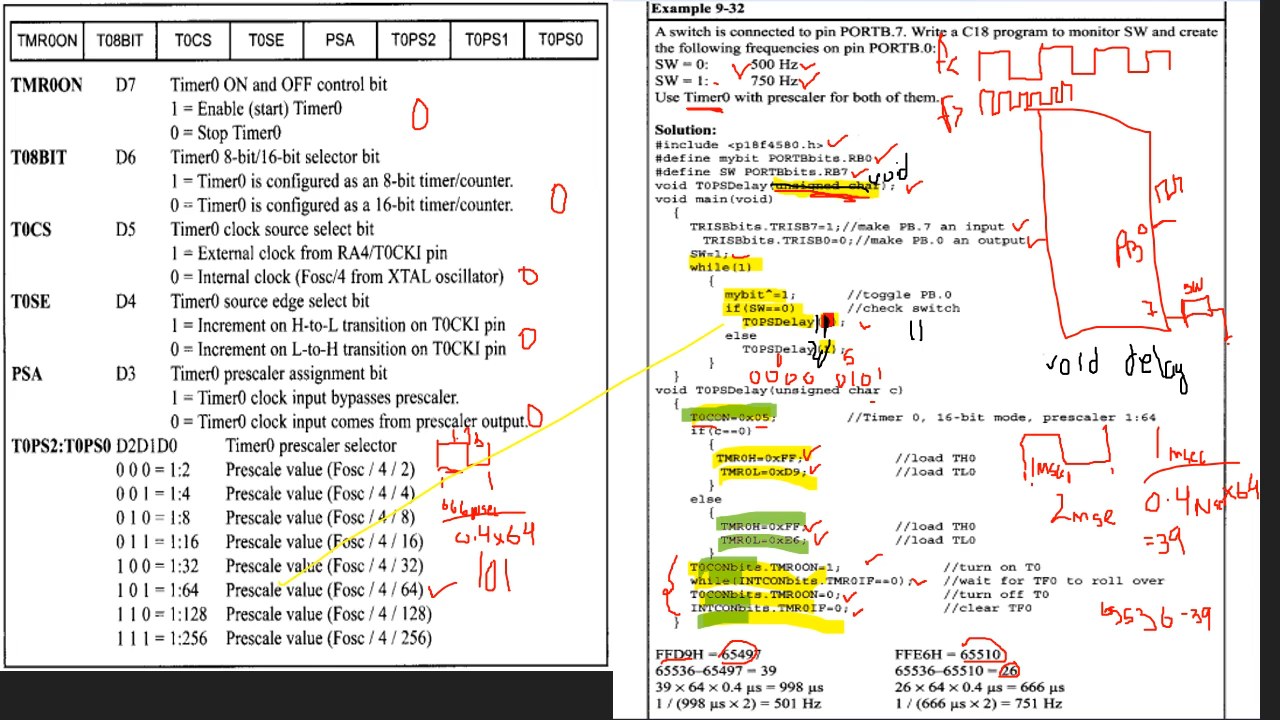 TMR0ON T08BIT T0CS T0SE PSA T0PS2 T0PS1 T0PS0
TMR0ON D7 Timer0 ON and OFF control bit
1 = Enable (start) Timer0
0 = Stop Timer0
0
T08BIT D6 Timer0 8-bit/16-bit selector bit
1 = Timer0 is configured as an 8-bit timer/counter.
0 = Timer0 is configured as a 16-bit timer/counter.
0
T0CS D5 Timer0 clock source select bit
1 = External clock from RA4/T0CKI pin
0 = Internal clock (Fosc/4 from XTAL oscillator)
0
T0SE D4 Timer0 source edge select bit
1 = Increment on H-to-L transition on T0CKI pin
0 = Increment on L-to-H transition on T0CKI pin
0
PSA D3 Timer0 prescaler assignment bit
1 = Timer0 clock input bypasses prescaler.
0 = Timer0 clock input comes from prescaler output.
0
T0PS2:T0PS0 D2D1D0 Timer0 prescaler selector
0 0 0 = 1:2 Prescale value (Fosc / 4 / 2)
0 0 1 = 1:4 Prescale value (Fosc / 4 / 4)
0 1 0 = 1:8 Prescale value (Fosc / 4 / 8)
0 1 1 = 1:16 Prescale value (Fosc / 4 / 16)
1 0 0 = 1:32 Prescale value (Fosc / 4 / 32)
1 0 1 = 1:64 Prescale value (Fosc / 4 / 64)
1 1 0 = 1:128 Prescale value (Fosc / 4 / 128)
1 1 1 = 1:256 Prescale value (Fosc / 4 / 256)
0.4x64
101
Example 9-32
A switch is connected to pin PORTB.7. Write a C18 program to monitor SW and create
the following frequencies on pin PORTB.0:
SW = 0: 500 Hz
SW = 1: 750 Hz
Use Timer0 with prescaler for both of them.
Solution:
#include <p18f4580.h>
#define mybit PORTBbits.RB0
#define SW PORTBbits.RB7
void
void T0PSDelay(unsigned char);
void main(void)
{
TRISBbits.TRISB7=1;//make PB.7 an input
TRISBbits.TRISB0=0;//make PB.0 an output
SW=1;
while(1)
{
mybit^=1; //toggle PB.0
if(SW==0) //check switch
T0PSDelay( ;
else
T0PSDelay( ;
}
}
0000 0101
void T0PSDelay(unsigned char c)
{
T0CON=0x05; //Timer 0, 16-bit mode, prescaler 1:64
if(c==0)
{
TMR0H=0xFF; //load TH0
TMR0L=0xD9; //load TL0
}
else
{
TMR0H=0xFF; //load TH0
TMR0L=0xE6; //load TL0
}
T0CONbits.TMR0ON=1; //turn on T0
while(INTCONbits.TMR0IF==0); //wait for TF0 to roll over
T0CONbits.TMR0ON=0; //turn off T0
INTCONbits.TMR0IF=0; //clear TF0
}
FFD9H = 65497
65536–65497 = 39
39 × 64 × 0.4 µs = 998 µs
1 / (998 µs × 2) = 501 Hz
FFE6H = 65510
65536–65510 = 26
26 × 64 × 0.4 µs = 666 µs
1 / (666 µs × 2) = 751 Hz
PB0
7
SW
void delay
1msec
=39
65536-39